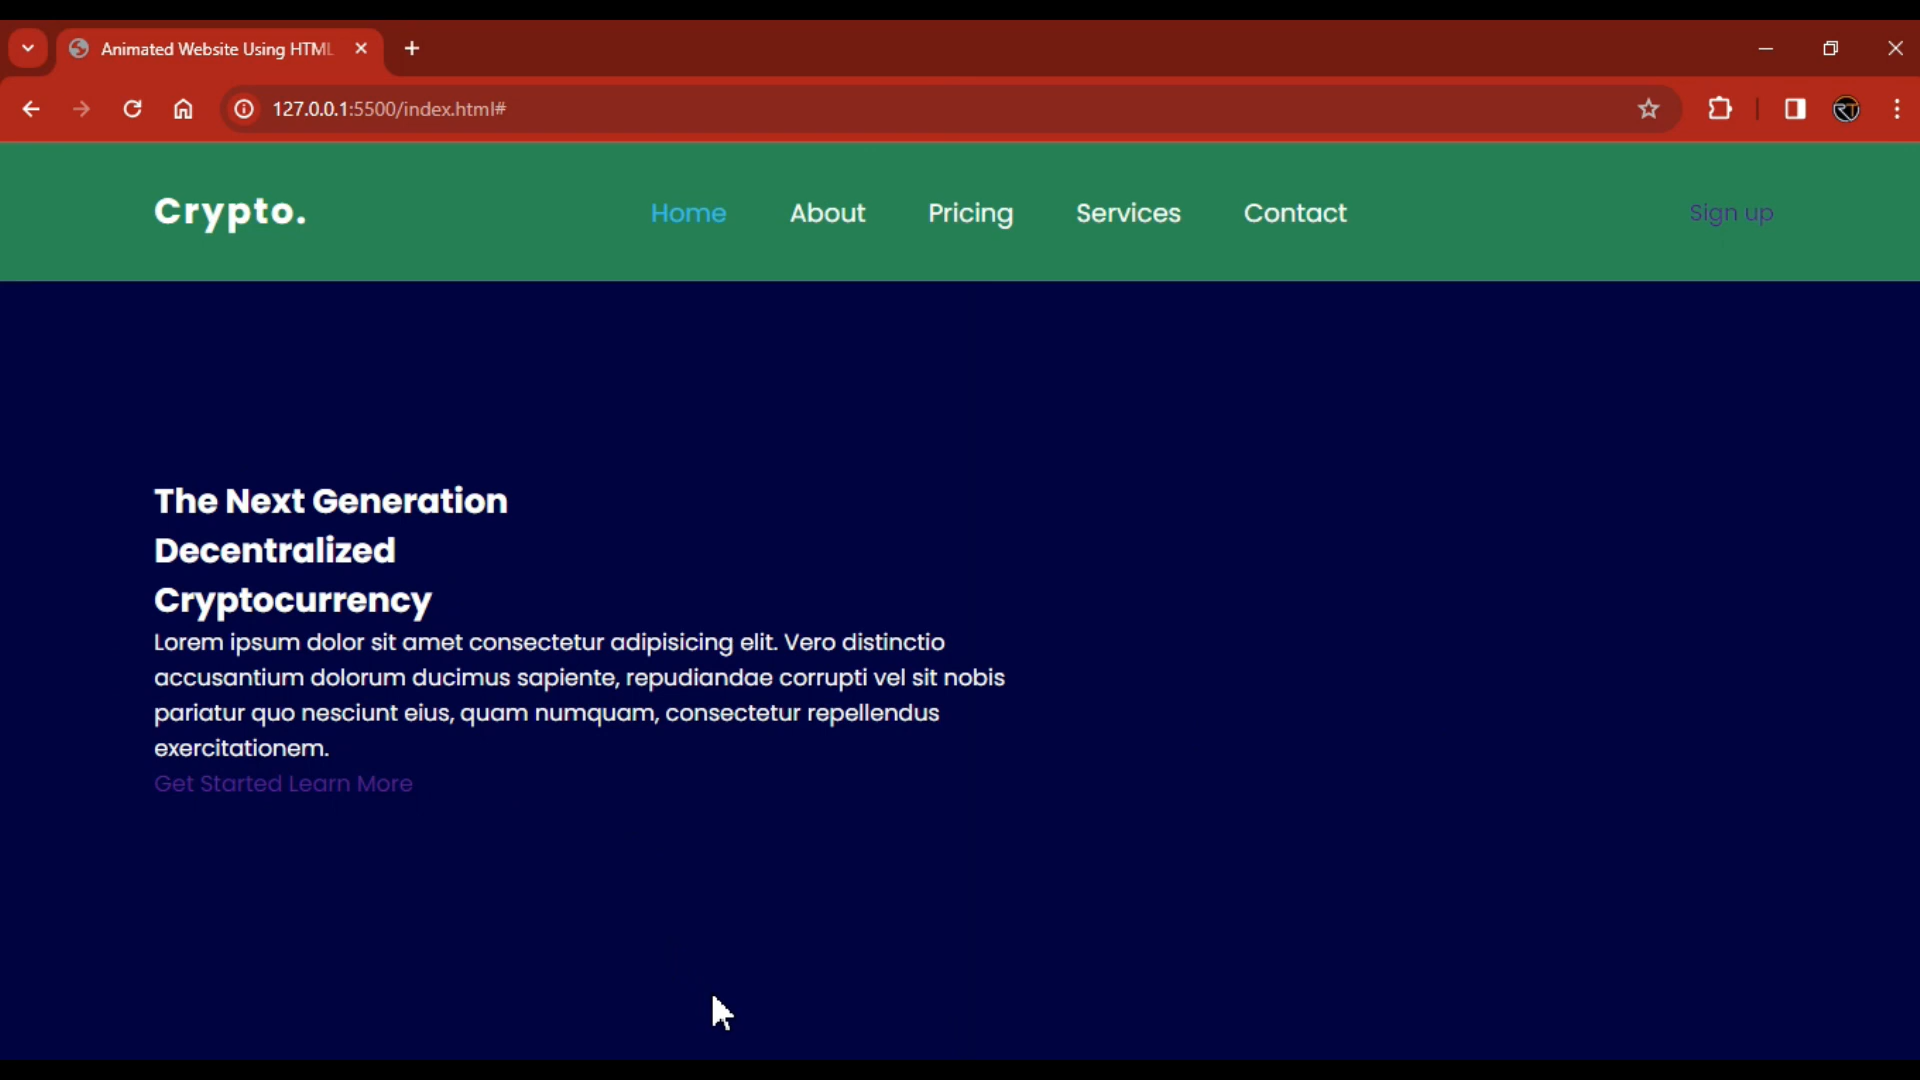 Animated Website Using HTML
127.0.0.1:5500/index.html#
RT
Crypto. Home About Pricing Services Contact Sign up
The Next Generation
Decentralized
Cryptocurrency
Lorem ipsum dolor sit amet consectetur adipisicing elit. Vero distinctio
accusantium dolorum ducimus sapiente, repudiandae corrupti vel sit nobis
pariatur quo nesciunt eius, quam numquam, consectetur repellendus
exercitationem.
Get Started Learn More